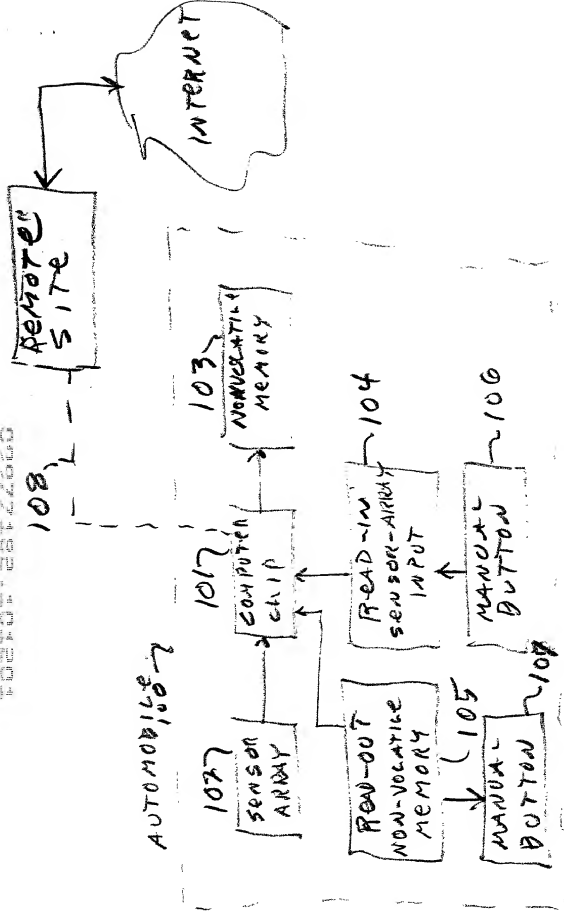 REMOTE
SITE
INTERNET
108
AUTOMOBILE
100
102
SENSOR
ARRAY
101
COMPUTER
chip
103
NONVOLATILE
MEMORY
READ-OUT
NON-VOLATILE
MEMORY
105
READ-IN
SENSOR-ARRAY
INPUT
104
MANUAL
BUTTON
107
MANUAL
BUTTON
106